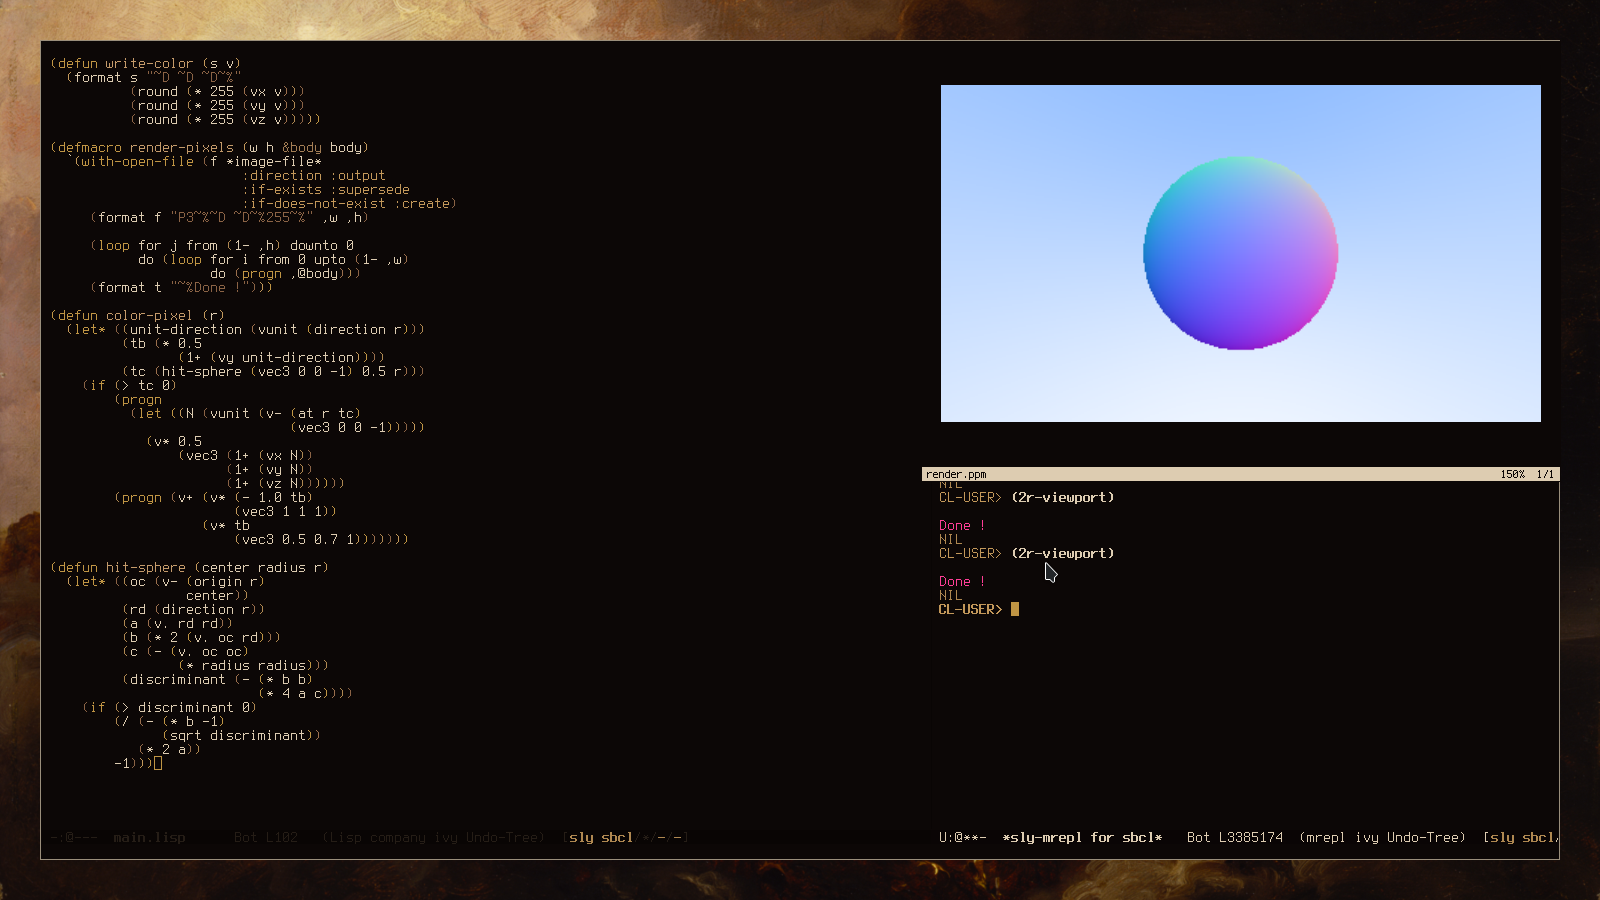 (defun write-color (s v)
  (format s "~D ~D ~D~%"
          (round (* 255 (vx v)))
          (round (* 255 (vy v)))
          (round (* 255 (vz v)))))
(defmacro render-pixels (w h &body body)
  `(with-open-file (f *image-file*
                        :direction :output
                        :if-exists :supersede
                        :if-does-not-exist :create)
     (format f "P3~%~D ~D~%255~%" ,w ,h)
     (loop for j from (1- ,h) downto 0
           do (loop for i from 0 upto (1- ,w)
                    do (progn ,@body)))
     (format t "~%Done !")))
(defun color-pixel (r)
  (let* ((unit-direction (vunit (direction r)))
         (tb (* 0.5
                (1+ (vy unit-direction))))
         (tc (hit-sphere (vec3 0 0 -1) 0.5 r)))
    (if (> tc 0)
        (progn
          (let ((N (vunit (v- (at r tc)
                              (vec3 0 0 -1)))))
            (v* 0.5
                (vec3 (1+ (vx N))
                      (1+ (vy N))
                      (1+ (vz N))))))
        (progn (v+ (v* (- 1.0 tb)
                       (vec3 1 1 1))
                   (v* tb
                       (vec3 0.5 0.7 1)))))))
(defun hit-sphere (center radius r)
  (let* ((oc (v- (origin r)
                 center))
         (rd (direction r))
         (a (v. rd rd))
         (b (* 2 (v. oc rd)))
         (c (- (v. oc oc)
                (* radius radius)))
         (discriminant (- (* b b)
                          (* 4 a c))))
    (if (> discriminant 0)
        (/ (- (* b -1)
              (sqrt discriminant))
           (* 2 a))
        -1)))
-:@---  main.lisp      Bot L102   (Lisp company ivy Undo-Tree)  [sly sbcl/*/-/-]
render.ppm 150% 1/1
NIL
CL-USER> (2r-viewport)
Done !
NIL
CL-USER> (2r-viewport)
Done !
NIL
CL-USER>
U:@**-  *sly-mrepl for sbcl*   Bot L3385174  (mrepl ivy Undo-Tree)  [sly sbcl/